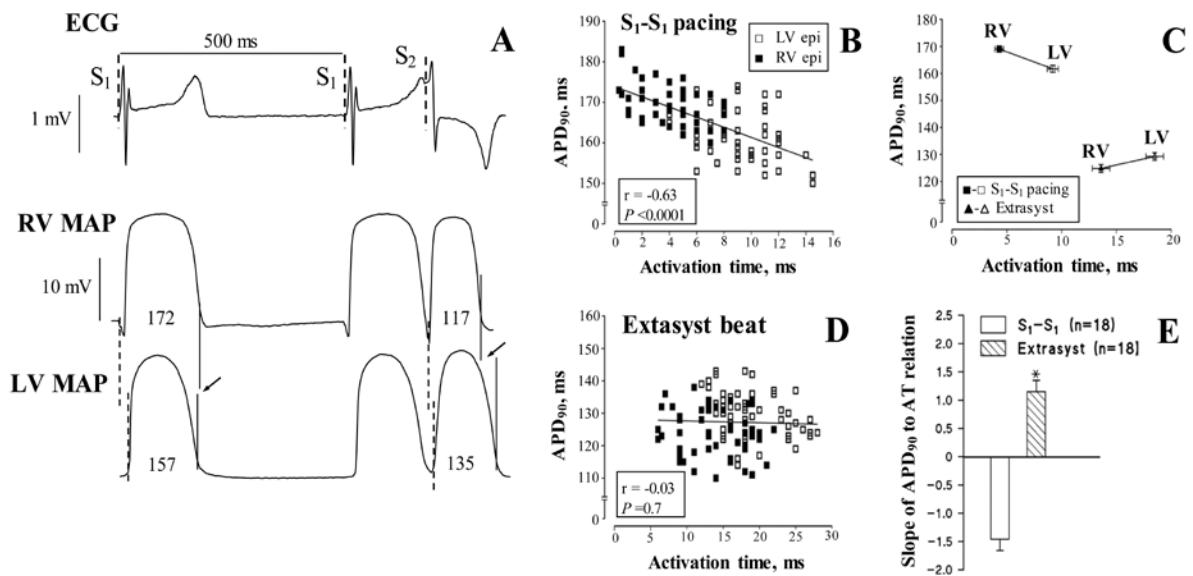 ECG
A
500 ms
S1
S1
S2
1 mV
RV MAP
10 mV
172
117
LV MAP
157
135
S1-S1 pacing
B
LV epi
RV epi
APD90, ms
190
180
170
160
150
0
r = -0.63
P <0.0001
0 2 4 6 8 10 12 14 16
Activation time, ms
C
RV
LV
RV
LV
APD90, ms
180
170
160
150
140
130
120
0
■-□ S1-S1 pacing
▲-△ Extrasyst
0 5 10 15 20
Activation time, ms
Extasyst beat
D
APD90, ms
160
150
140
130
120
110
0
r = -0.03
P =0.7
0 5 10 15 20 25 30
Activation time, ms
E
S1-S1 (n=18)
Extrasyst (n=18)
*
Slope of APD90 to AT relation
2.5
2.0
1.5
1.0
0.5
0
-0.5
-1.0
-1.5
-2.0